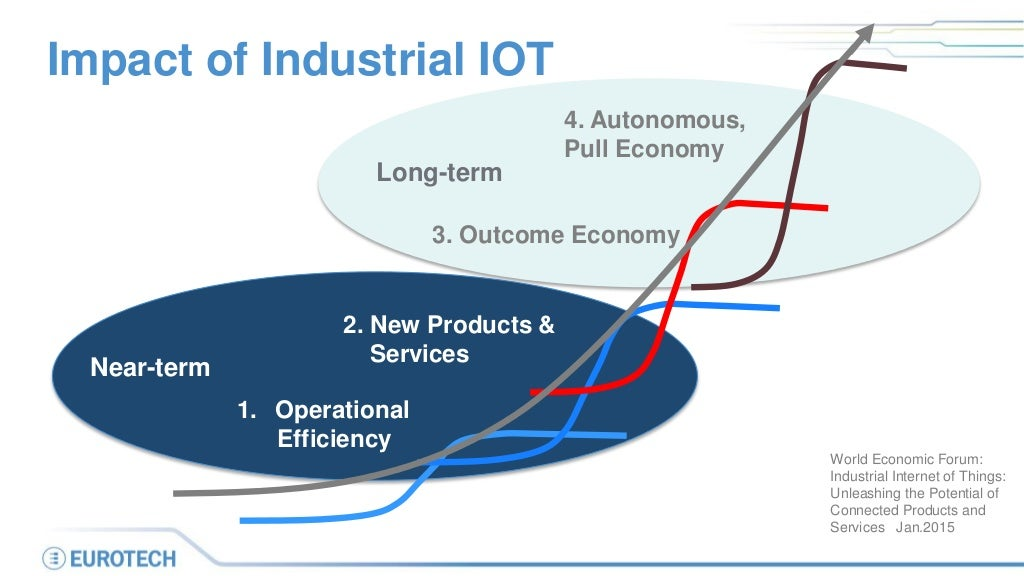 Impact of Industrial IOT
4. Autonomous,
Pull Economy
Long-term
3. Outcome Economy
2. New Products &
Services
Near-term
1. Operational
Efficiency
World Economic Forum:
Industrial Internet of Things:
Unleashing the Potential of
Connected Products and
Services Jan.2015
EUROTECH